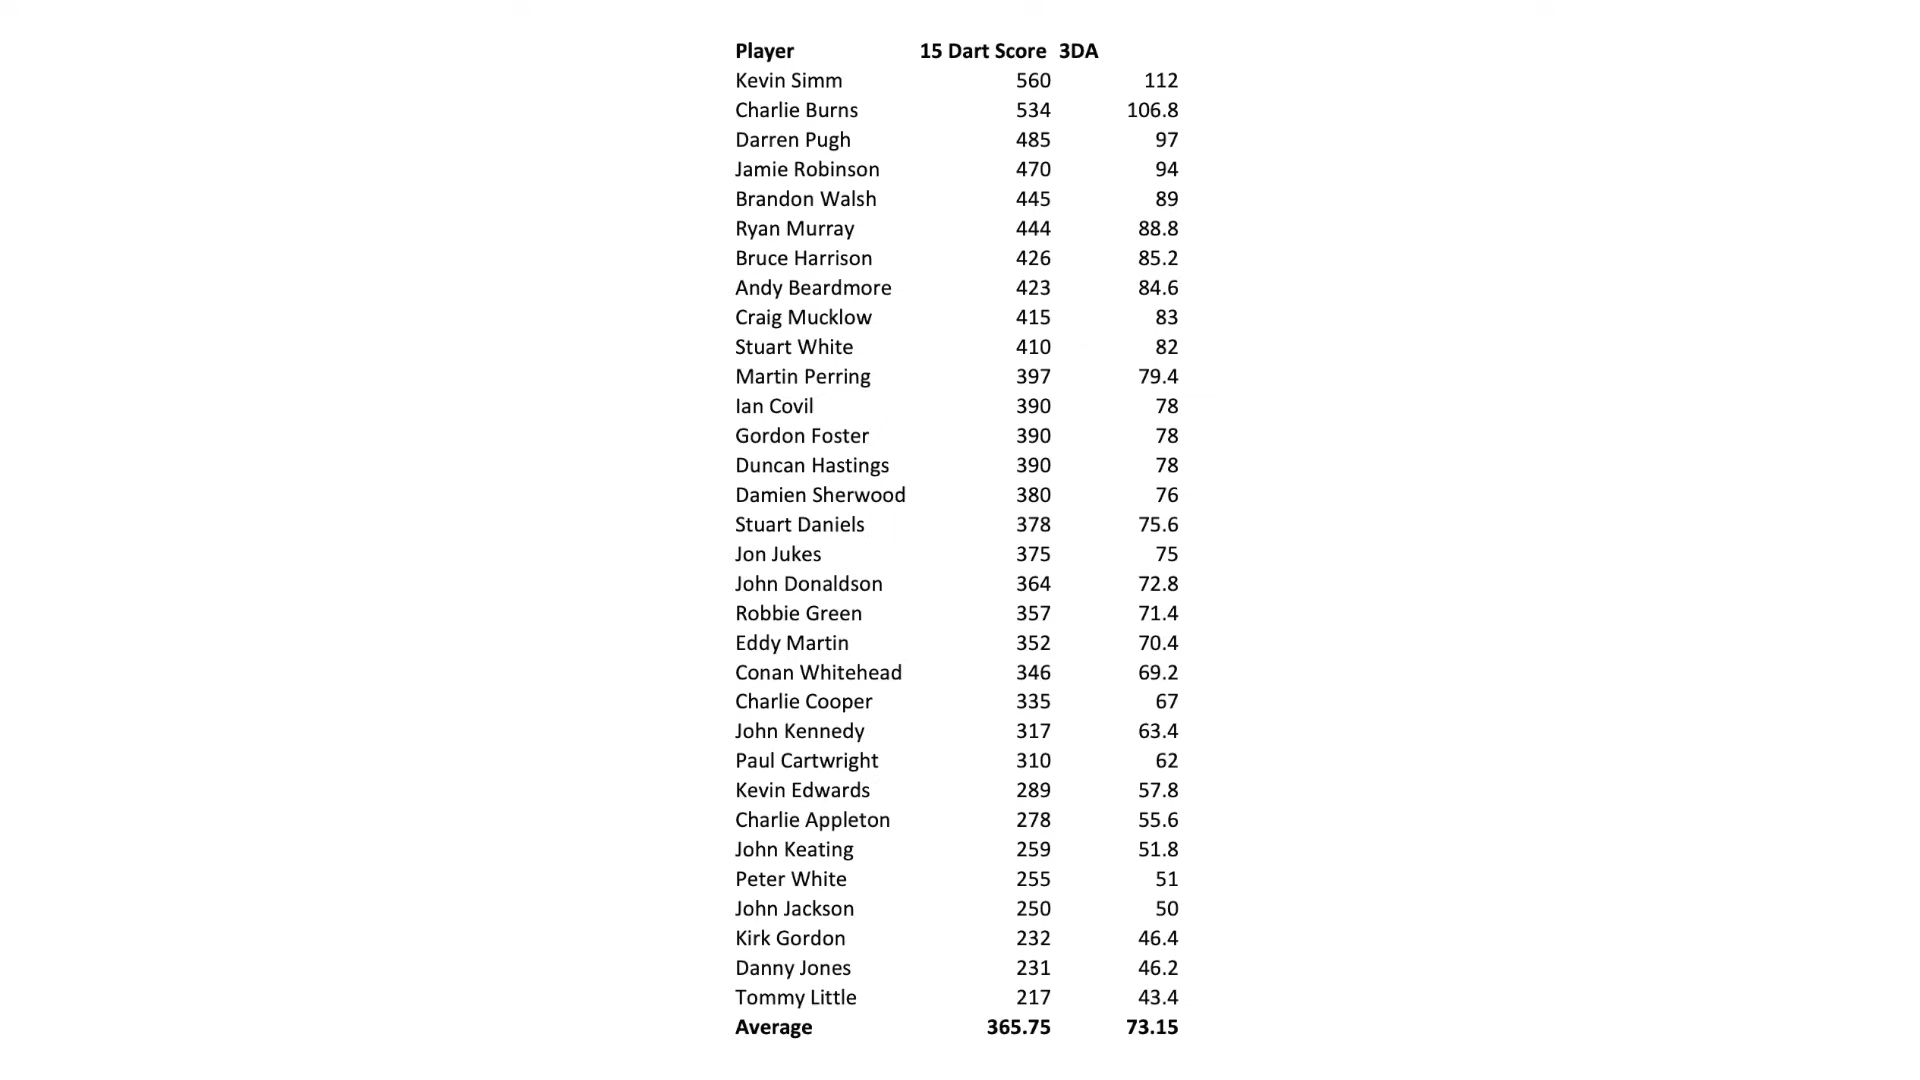 Player 15 Dart Score 3DA
Kevin Simm 560 112
Charlie Burns 534 106.8
Darren Pugh 485 97
Jamie Robinson 470 94
Brandon Walsh 445 89
Ryan Murray 444 88.8
Bruce Harrison 426 85.2
Andy Beardmore 423 84.6
Craig Mucklow 415 83
Stuart White 410 82
Martin Perring 397 79.4
Ian Covil 390 78
Gordon Foster 390 78
Duncan Hastings 390 78
Damien Sherwood 380 76
Stuart Daniels 378 75.6
Jon Jukes 375 75
John Donaldson 364 72.8
Robbie Green 357 71.4
Eddy Martin 352 70.4
Conan Whitehead 346 69.2
Charlie Cooper 335 67
John Kennedy 317 63.4
Paul Cartwright 310 62
Kevin Edwards 289 57.8
Charlie Appleton 278 55.6
John Keating 259 51.8
Peter White 255 51
John Jackson 250 50
Kirk Gordon 232 46.4
Danny Jones 231 46.2
Tommy Little 217 43.4
Average 365.75 73.15